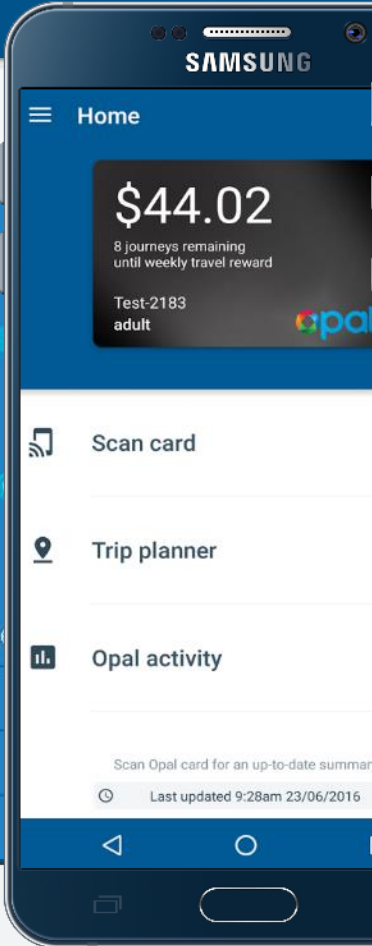 SAMSUNG
Home
$44.02
8 journeys remaining
until weekly travel reward
Test-2183
adult
opal
Scan card
Trip planner
Opal activity
Scan Opal card for an up-to-date summar
Last updated 9:28am 23/06/2016